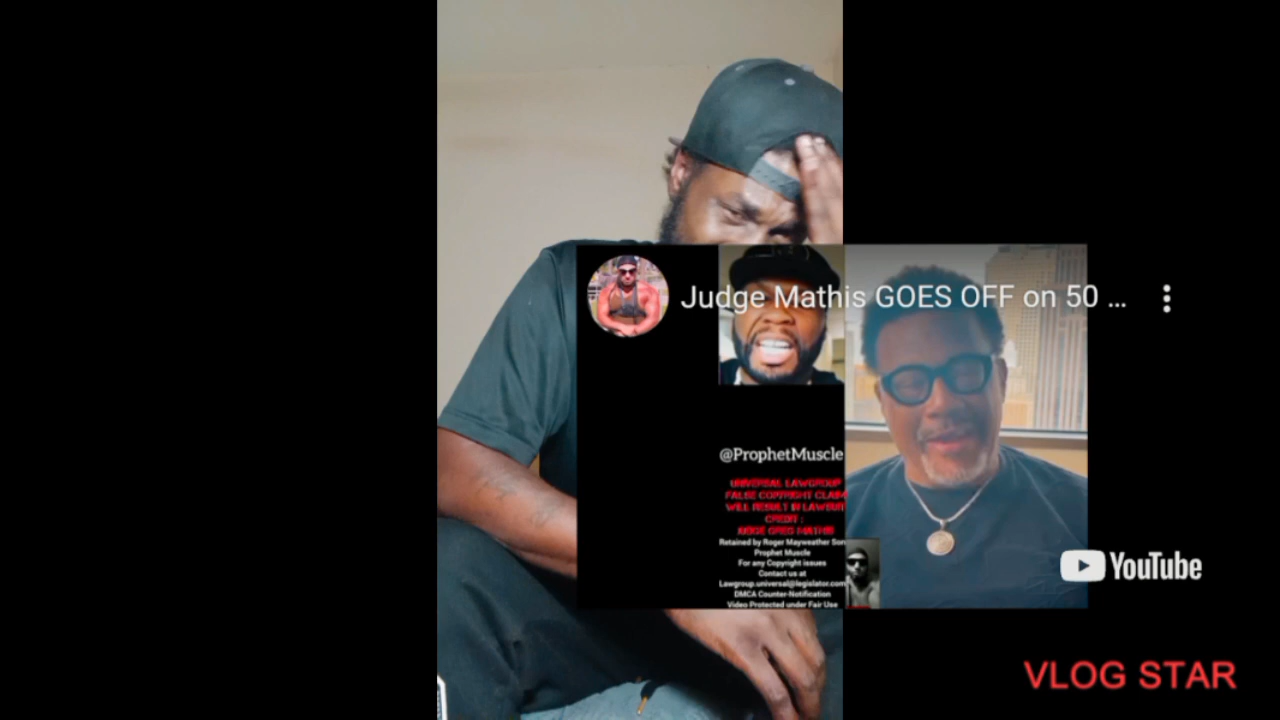 Judge Mathis GOES OFF on 50 ...
@ProphetMuscle
UNIVERSAL LAWGROUP
FALSE COPYRIGHT CLAIM
WILL RESULT IN LAWSUIT
CREDIT :
JUDGE GREG MATHIS
Retained by Roger Mayweather Son
Prophet Muscle
For any Copyright issues
Contact us at
Lawgroup.universal@legislator.com
DMCA Counter-Notification
Video Protected under Fair Use
YouTube
VLOG STAR